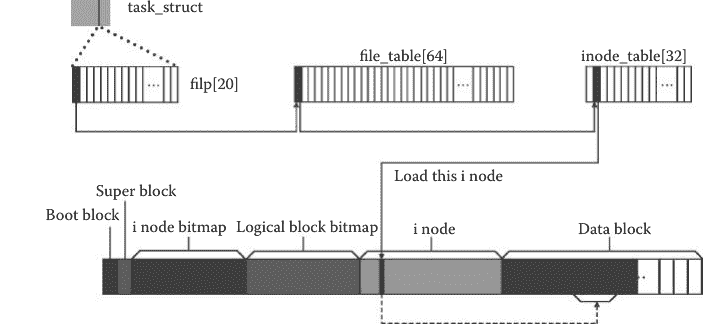 task_struct
file_table[64]
inode_table[32]
...
...
...
filp[20]
Load this i node
Super block
Boot block
i node bitmap
Logical block bitmap
i node
Data block
..